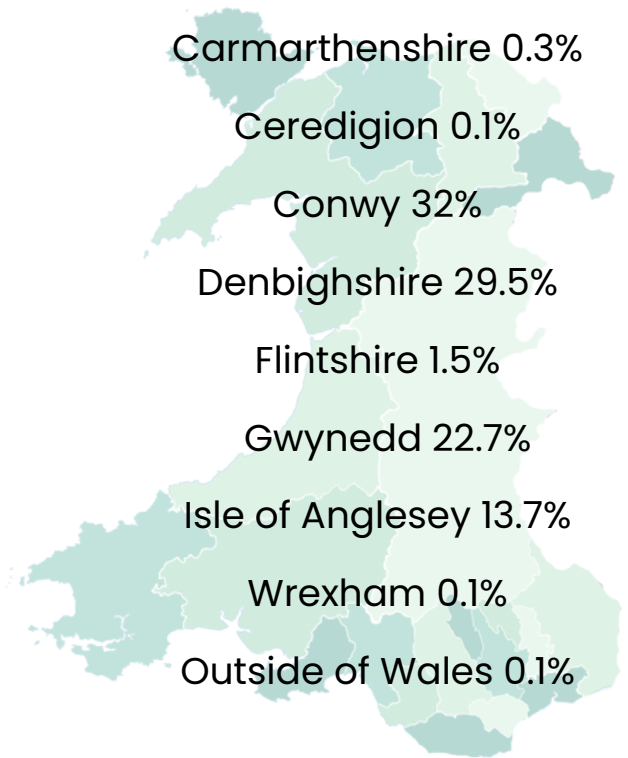 Carmarthenshire 0.3%
Ceredigion 0.1%
Conwy 32%
Denbighshire 29.5%
Flintshire 1.5%
Gwynedd 22.7%
Isle of Anglesey 13.7%
Wrexham 0.1%
Outside of Wales 0.1%